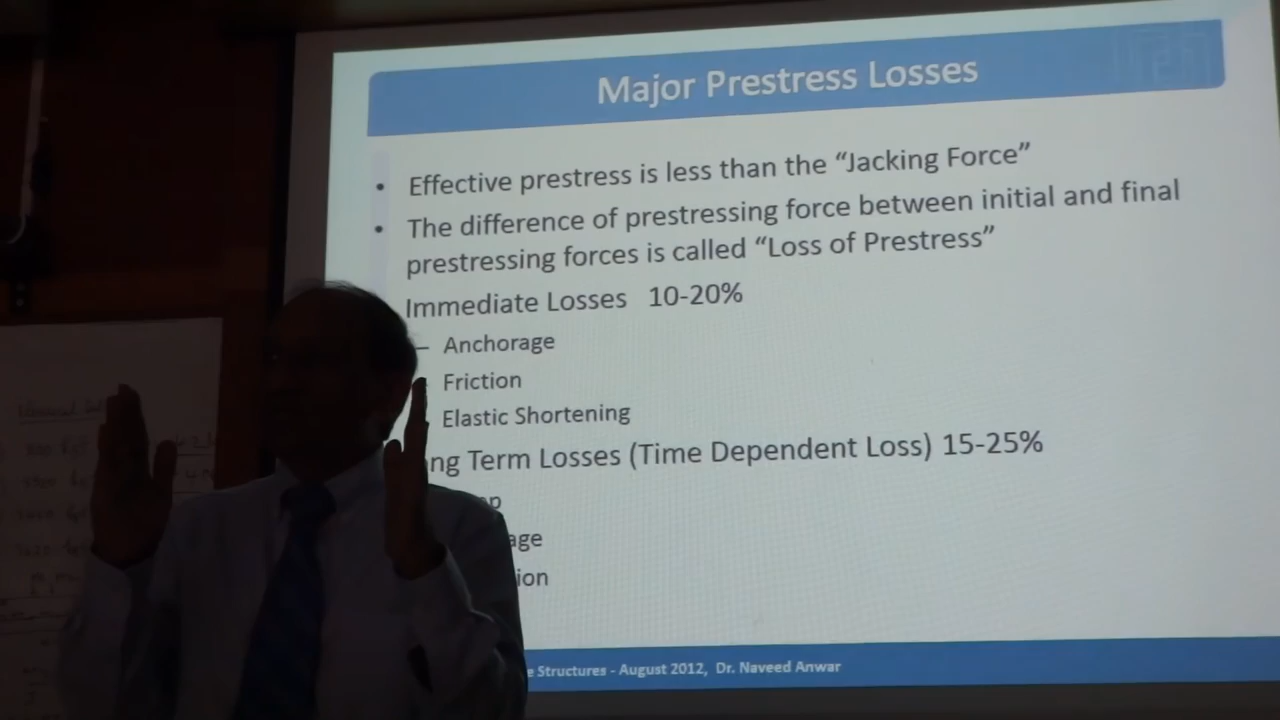 Major Prestress Losses
• Effective prestress is less than the “Jacking Force”
• The difference of prestressing force between initial and final
prestressing forces is called “Loss of Prestress”
Immediate Losses 10-20%
– Anchorage
Friction
Elastic Shortening
ng Term Losses (Time Dependent Loss) 15-25%
p
age
ion
e Structures - August 2012, Dr. Naveed Anwar